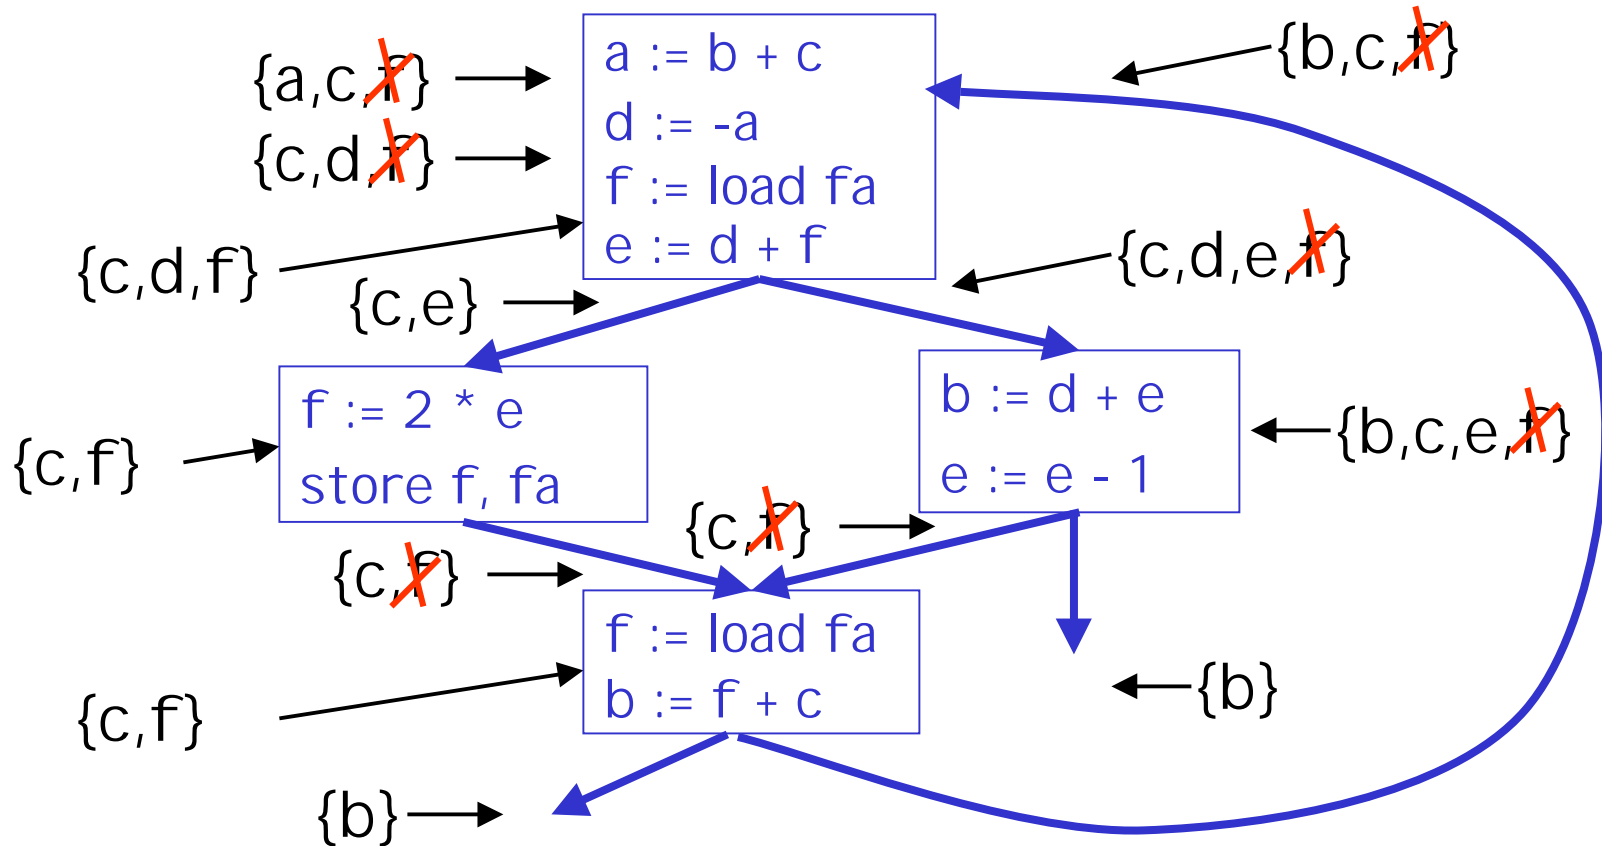 a := b + c
d := -a
f := load fa
e := d + f
{a,c,f}
{c,d,f}
{c,d,f}
{b,c,f}
{c,d,e,f}
{c,e}
f := 2 * e
store f, fa
b := d + e
e := e - 1
{c,f}
{b,c,e,f}
{c,f}
{c,f}
f := load fa
b := f + c
{c,f}
{b}
{b}